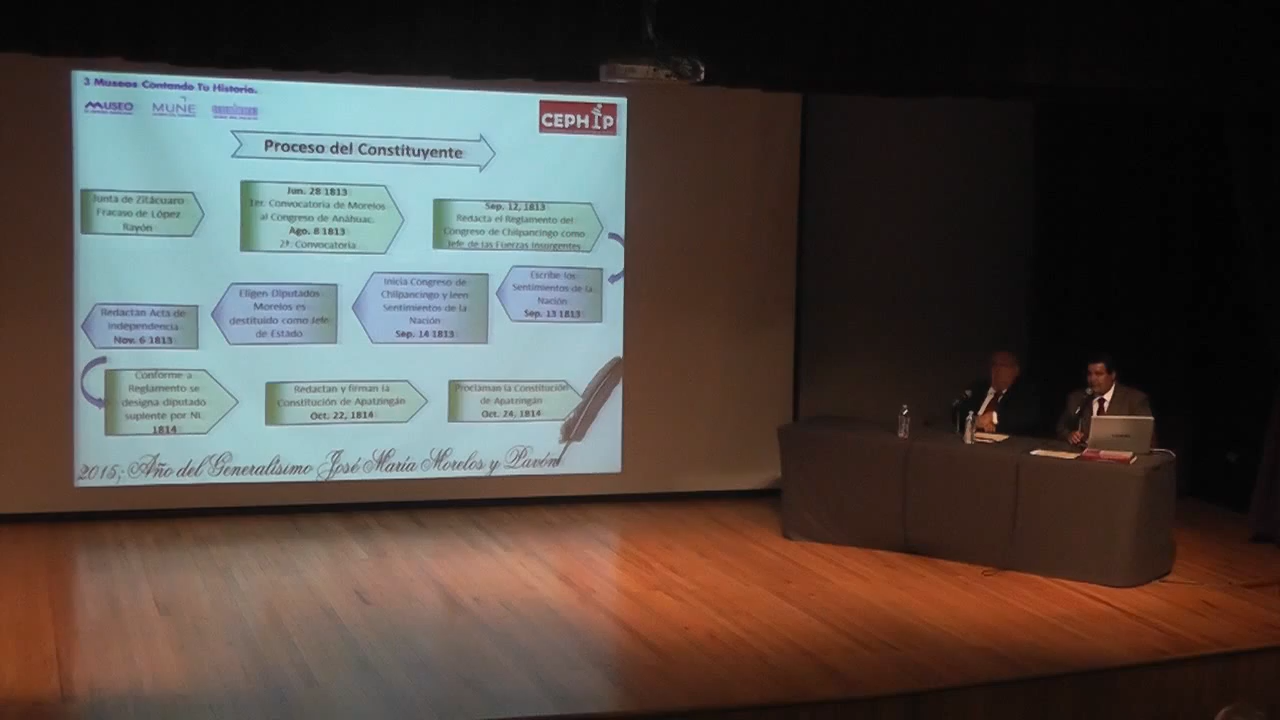 3 Museos Contando Tu Historia.
MUSEO
MUNE
CEPHIP
Proceso del Constituyente
Junta de Zitácuaro
Fracaso de López
Rayón
Jun. 28 1813
1er. Convocatoria de Morelos
al Congreso de Anáhuac.
Ago. 8 1813
2ª. Convocatoria
Sep. 12, 1813
Redacta el Reglamento del
Congreso de Chilpancingo como
Jefe de las Fuerzas Insurgentes
Escribe los
Sentimientos de la
Nación
Sep. 13 1813
Inicia Congreso de
Chilpancingo y leen
Sentimientos de la
Nación
Sep. 14 1813
Eligen Diputados
Morelos es
destituido como Jefe
de Estado
Redactan Acta de
Independencia
Nov. 6 1813
Conforme a
Reglamento se
designa diputado
suplente por NL
1814
Redactan y firman la
Constitución de Apatzingán
Oct. 22, 1814
Proclaman la Constitución
de Apatzingán
Oct. 24, 1814
2015; Año del Generalísimo José María Morelos y Pavón